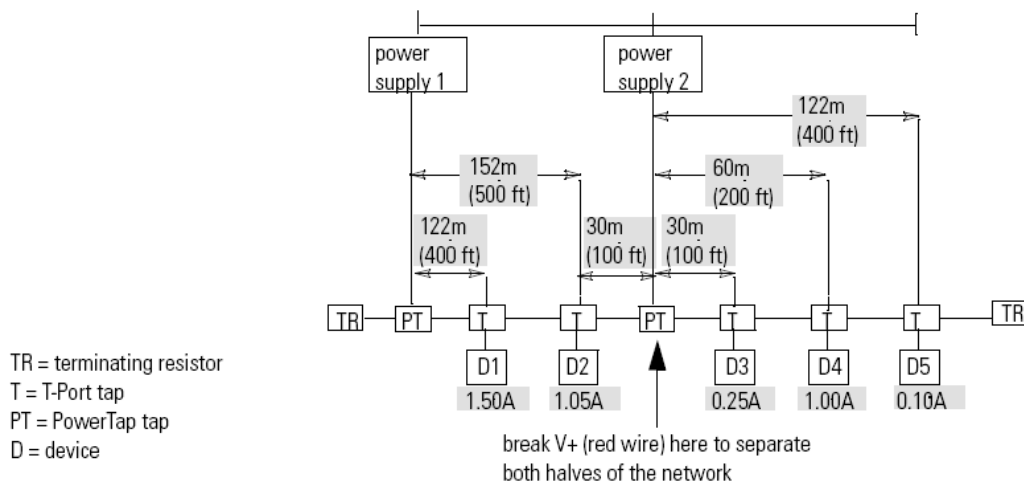 power
supply 1
power
supply 2
122m
(400 ft)
152m
(500 ft)
60m
(200 ft)
122m
(400 ft)
30m
(100 ft)
30m
(100 ft)
TR
PT
T
T
PT
T
T
T
TR
D1
D2
D3
D4
D5
1.50A
1.05A
0.25A
1.00A
0.10A
TR = terminating resistor
T = T-Port tap
PT = PowerTap tap
D = device
break V+ (red wire) here to separate
both halves of the network